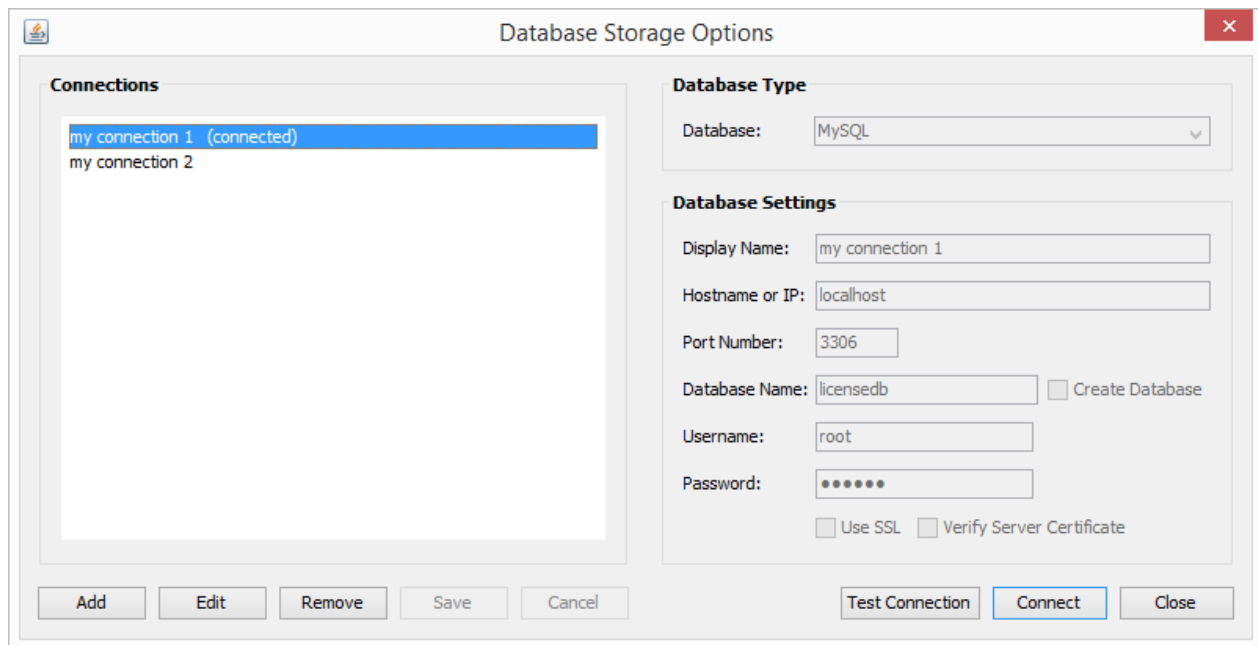 Database Storage Options
Connections
my connection 1 (connected)
my connection 2
Database Type
Database: MySQL
Database Settings
Display Name: my connection 1
Hostname or IP: localhost
Port Number: 3306
Database Name: licensedb Create Database
Username: root
Password: ●●●●●●
Use SSL Verify Server Certificate
Add Edit Remove Save Cancel Test Connection Connect Close